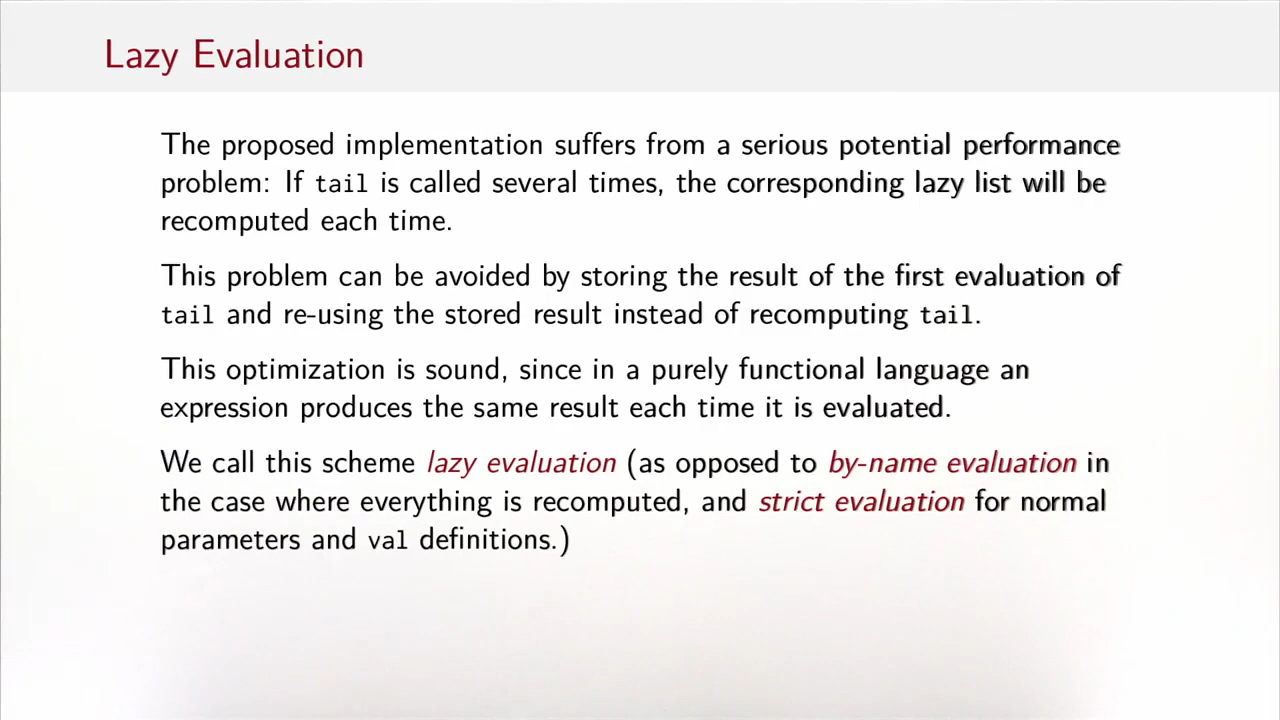 Lazy Evaluation
The proposed implementation suffers from a serious potential performance
problem: If tail is called several times, the corresponding lazy list will be
recomputed each time.
This problem can be avoided by storing the result of the first evaluation of
tail and re-using the stored result instead of recomputing tail.
This optimization is sound, since in a purely functional language an
expression produces the same result each time it is evaluated.
We call this scheme lazy evaluation (as opposed to by-name evaluation in
the case where everything is recomputed, and strict evaluation for normal
parameters and val definitions.)